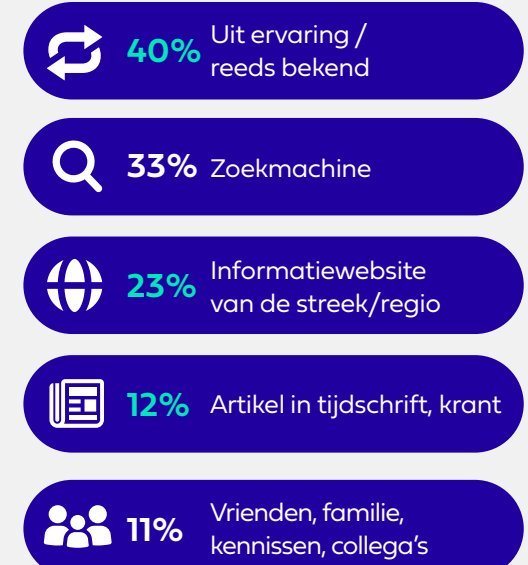 40% Uit ervaring /
reeds bekend
33% Zoekmachine
23% Informatiewebsite
van de streek/regio
12% Artikel in tijdschrift, krant
11% Vrienden, familie,
kennissen, collega's